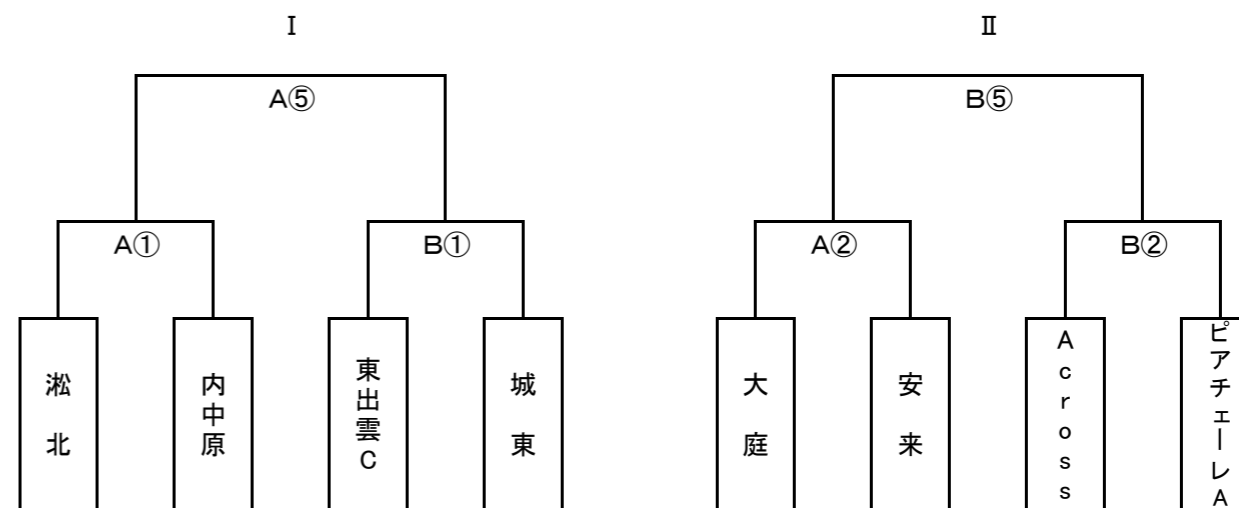 Ⅰ
Ⅱ
A⑤
B⑤
A①
B①
A②
B②
淞北
内中原
東出雲C
城東
大庭
安来
Across
ピアチェーレA